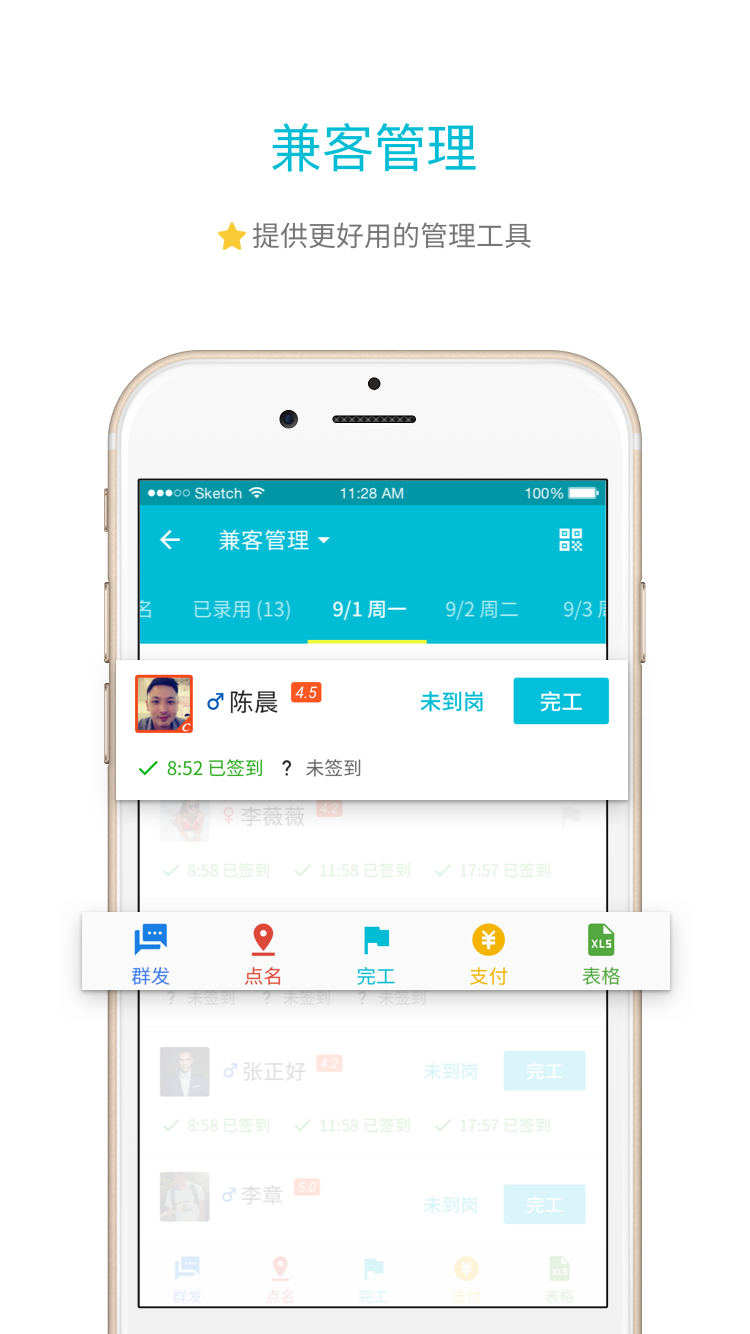 兼客管理
提供更好用的管理工具
Sketch 11:28 AM 100%
兼客管理
名 已录用 (13) 9/1 周一 9/2 周二 9/3 周
C 陈晨 4.5 未到岗 完工
8:52 已签到 ? 未签到
李薇薇 4.2
8:58 已签到 11:58 已签到 17:57 已签到
群发 点名 完工 支付 XLS 表格
? 未签到 ? 未签到 ? 未签到
张正好 4.2 未到岗 完工
8:58 已签到 11:58 已签到 17:57 已签到
李章 5.0 未到岗 完工
群发 点名 完工 支付 XLS 表格